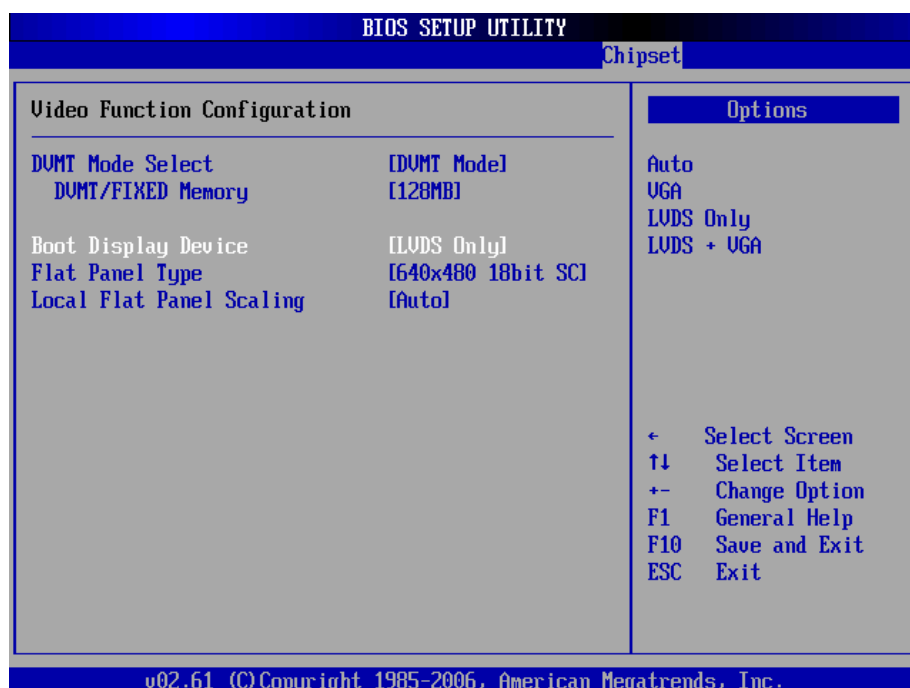 BIOS SETUP UTILITY
Chipset
Video Function Configuration
DVMT Mode Select [DVMT Mode]
DVMT/FIXED Memory [128MB]
Boot Display Device [LVDS Only]
Flat Panel Type [640x480 18bit SC]
Local Flat Panel Scaling [Auto]
Options
Auto
VGA
LVDS Only
LVDS + VGA
← Select Screen
↑↓ Select Item
+- Change Option
F1 General Help
F10 Save and Exit
ESC Exit
v02.61 (C)Copyright 1985-2006, American Megatrends, Inc.